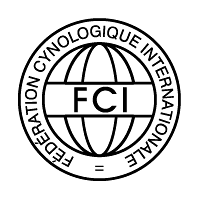 FÉDÉRATION CYNOLOGIQUE INTERNATIONALE
FCI
=